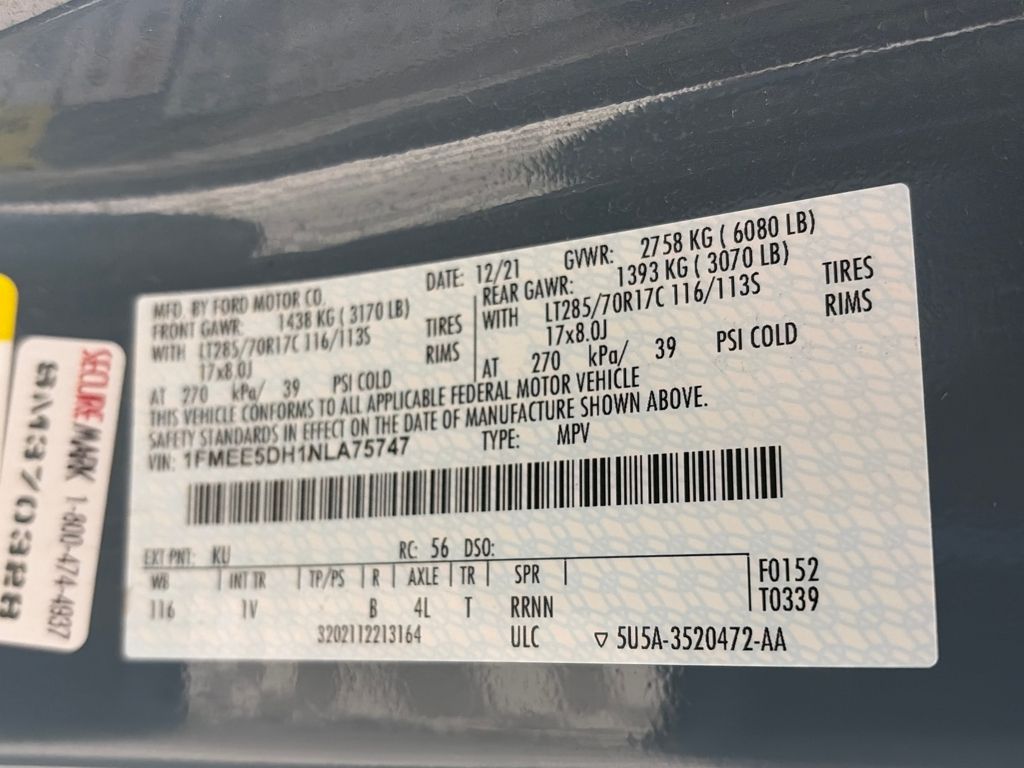 MFD. BY FORD MOTOR CO.
DATE: 12/21 GVWR: 2758 KG ( 6080 LB)
FRONT GAWR: 1438 KG ( 3170 LB)
WITH LT285/70R17C 116/113S TIRES
17x8.0J RIMS
AT 270 kPa/ 39 PSI COLD
REAR GAWR: 1393 KG ( 3070 LB)
WITH LT285/70R17C 116/113S TIRES
17x8.0J RIMS
AT 270 kPa/ 39 PSI COLD
THIS VEHICLE CONFORMS TO ALL APPLICABLE FEDERAL MOTOR VEHICLE
SAFETY STANDARDS IN EFFECT ON THE DATE OF MANUFACTURE SHOWN ABOVE.
VIN: 1FMEE5DH1NLA75747 TYPE: MPV
EXT PNT: KU RC: 56 DSO:
WB INT TR TP/PS R AXLE TR SPR
116 1V B 4L T RRNN
F0152
T0339
3202112213164 ULC ▽ 5U5A-3520472-AA
SECUREMARK 1-800-474-4937